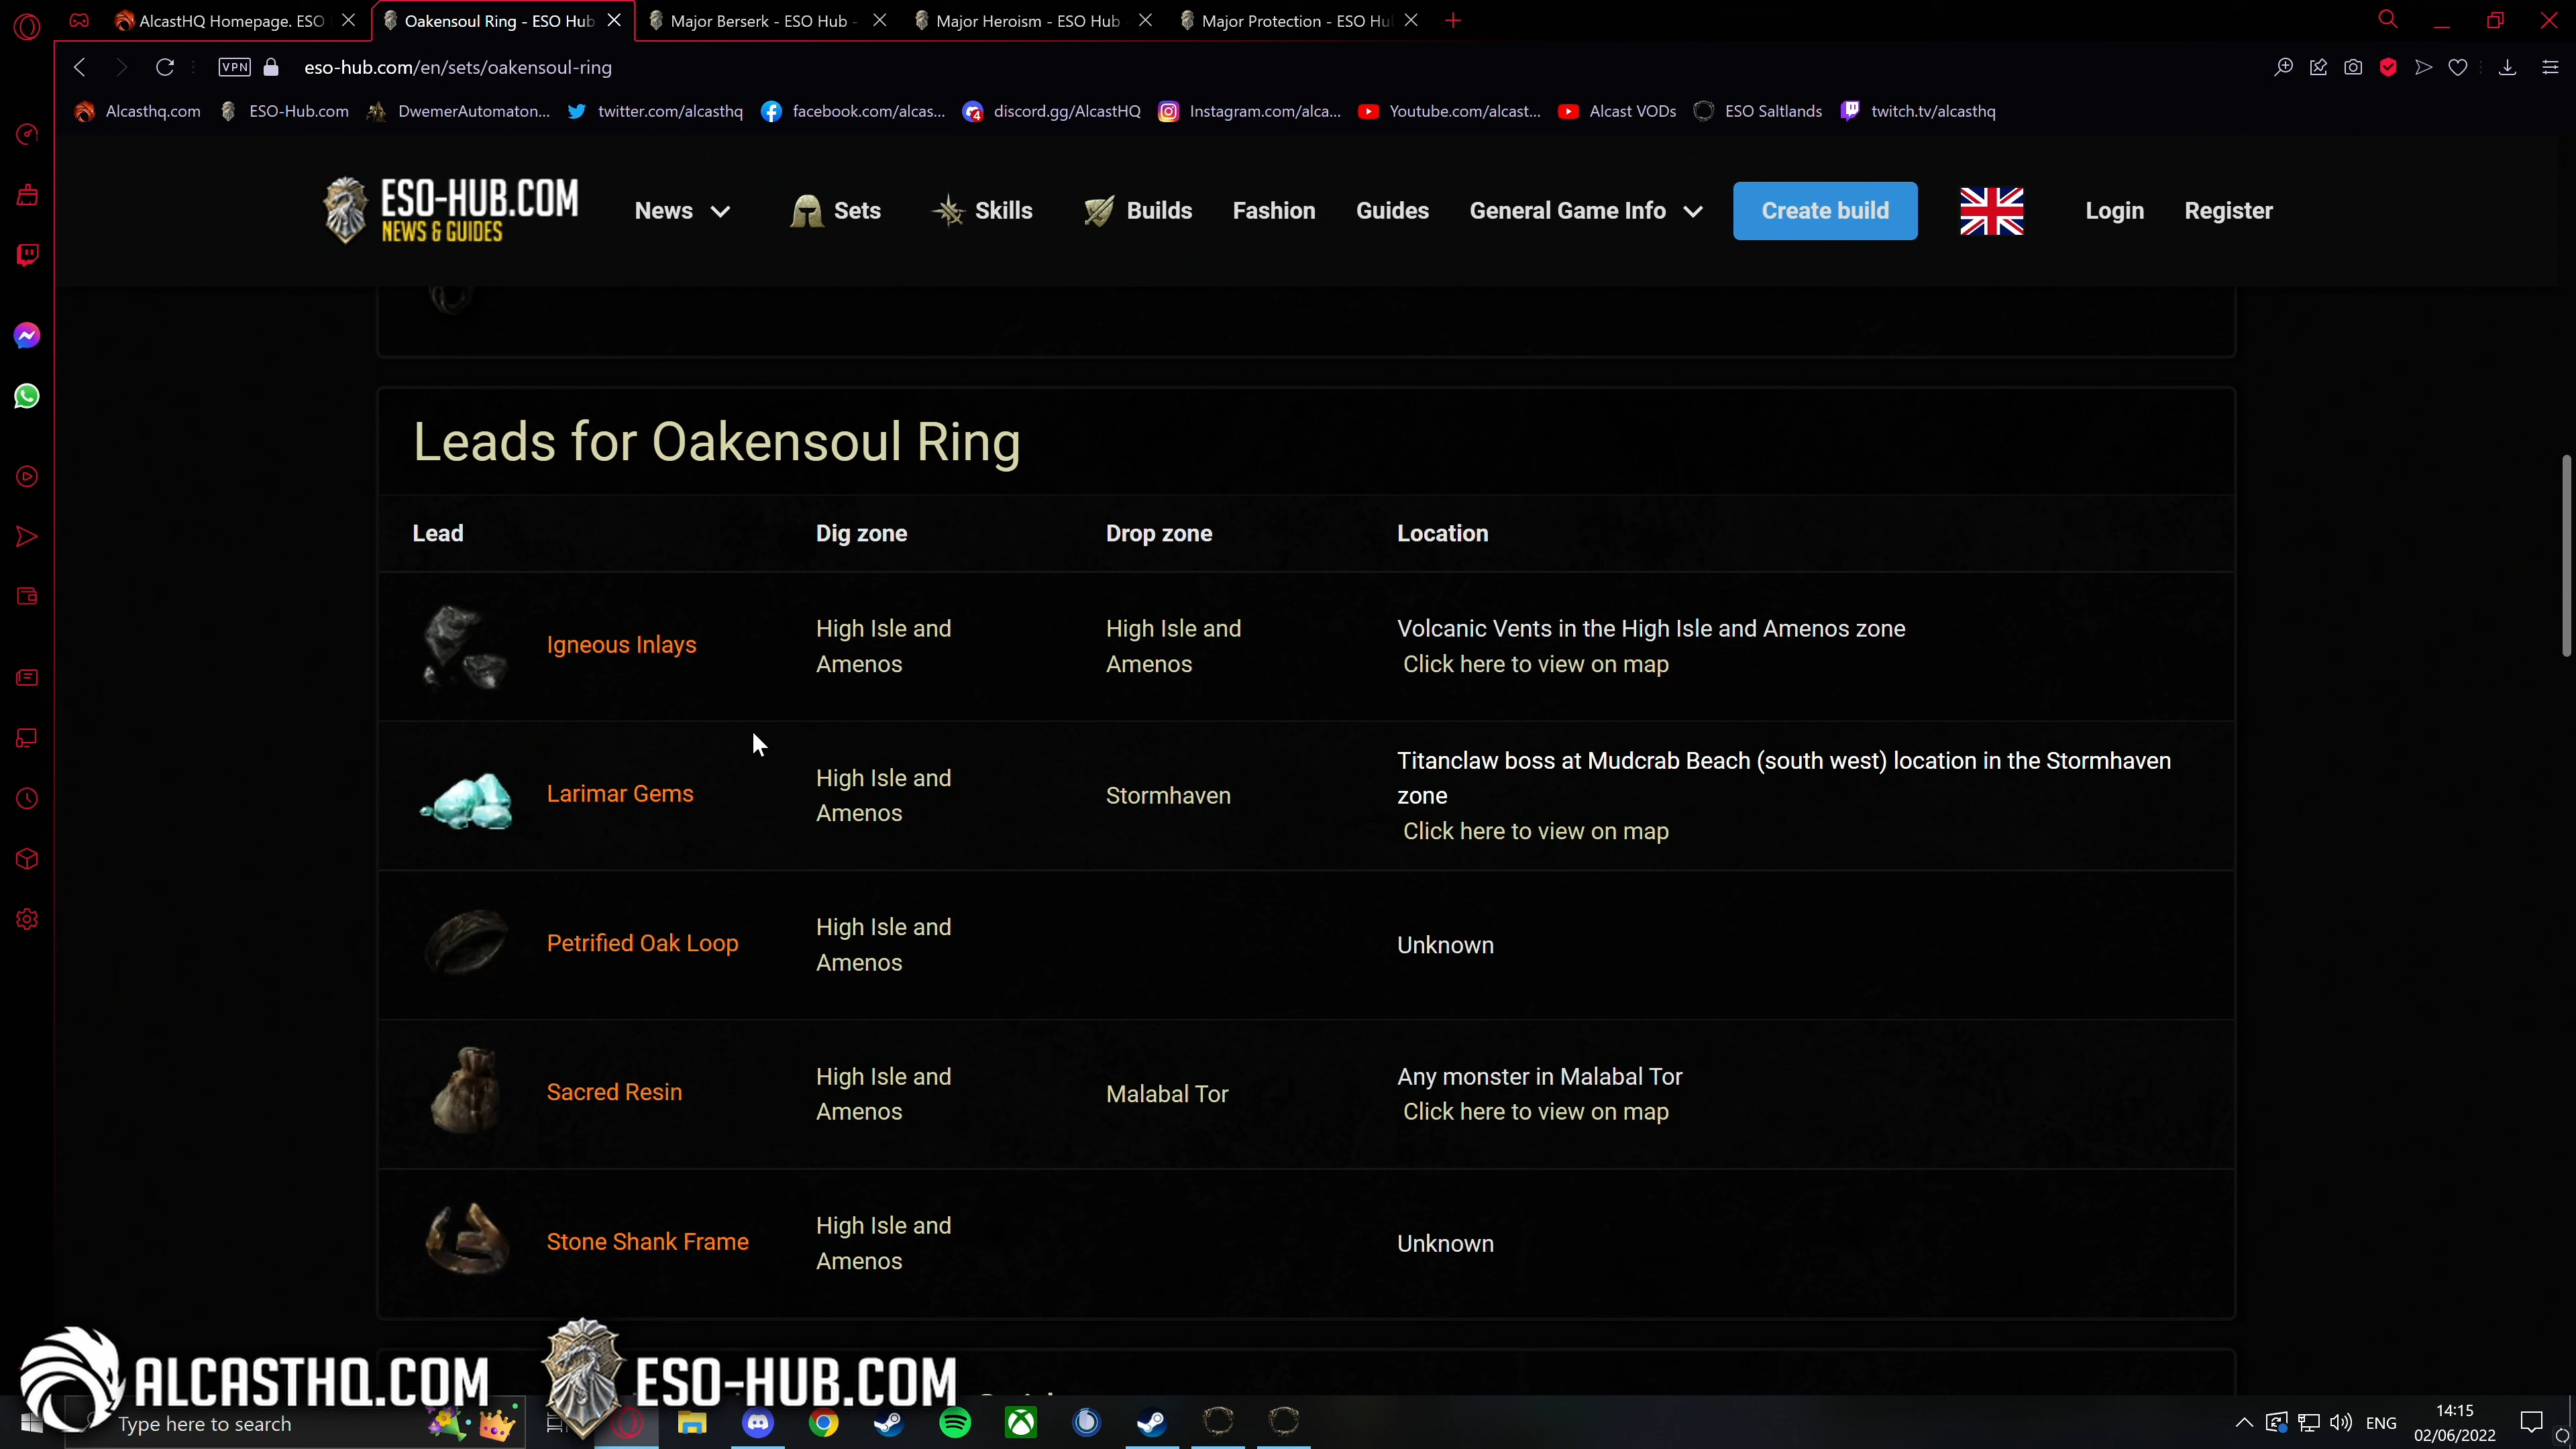 AlcastHQ Homepage. ESO
Oakensoul Ring - ESO Hub
Major Berserk - ESO Hub -
Major Heroism - ESO Hub
Major Protection - ESO Hu
VPN
eso-hub.com/en/sets/oakensoul-ring
Alcasthq.com
ESO-Hub.com
DwemerAutomaton...
twitter.com/alcasthq
facebook.com/alcas...
discord.gg/AlcastHQ
Instagram.com/alca...
Youtube.com/alcast...
Alcast VODs
ESO Saltlands
twitch.tv/alcasthq
ESO-HUB.COM
NEWS & GUIDES
News
Sets
Skills
Builds
Fashion
Guides
General Game Info
Create build
Login
Register
Leads for Oakensoul Ring
Lead
Dig zone
Drop zone
Location
Igneous Inlays
High Isle and
Amenos
High Isle and
Amenos
Volcanic Vents in the High Isle and Amenos zone
Click here to view on map
Larimar Gems
High Isle and
Amenos
Stormhaven
Titanclaw boss at Mudcrab Beach (south west) location in the Stormhaven
zone
Click here to view on map
Petrified Oak Loop
High Isle and
Amenos
Unknown
Sacred Resin
High Isle and
Amenos
Malabal Tor
Any monster in Malabal Tor
Click here to view on map
Stone Shank Frame
High Isle and
Amenos
Unknown
ALCASTHQ.COM
ESO-HUB.COM
Type here to search
ENG
14:15
02/06/2022